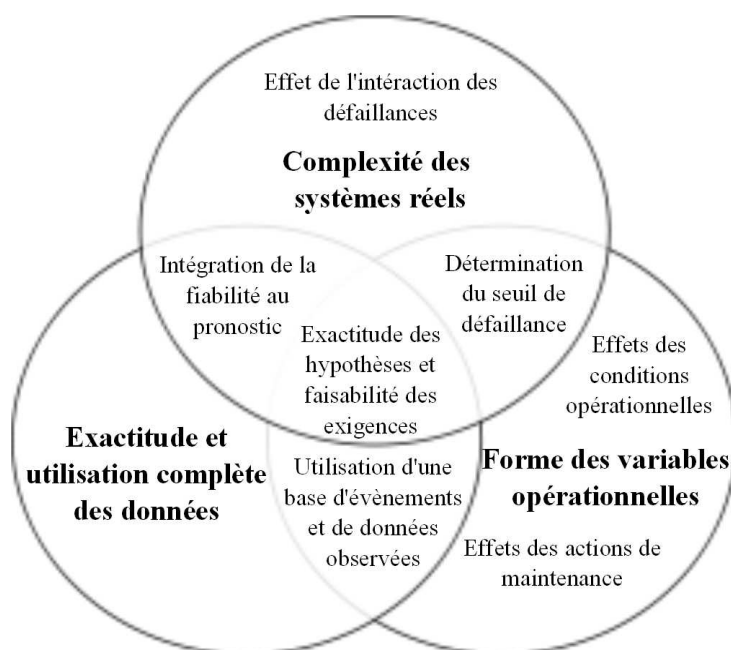 Effet de l'intéraction des
défaillances
Complexité des
systèmes réels
Intégration de la
fiabilité au
pronostic
Détermination
du seuil de
défaillance
Exactitude des
hypothèses et
faisabilité des
exigences
Effets des
conditions
opérationnelles
Exactitude et
utilisation complète
des données
Utilisation d'une
base d'évènements
et de données
observées
Forme des variables
opérationnelles
Effets des actions de
maintenance